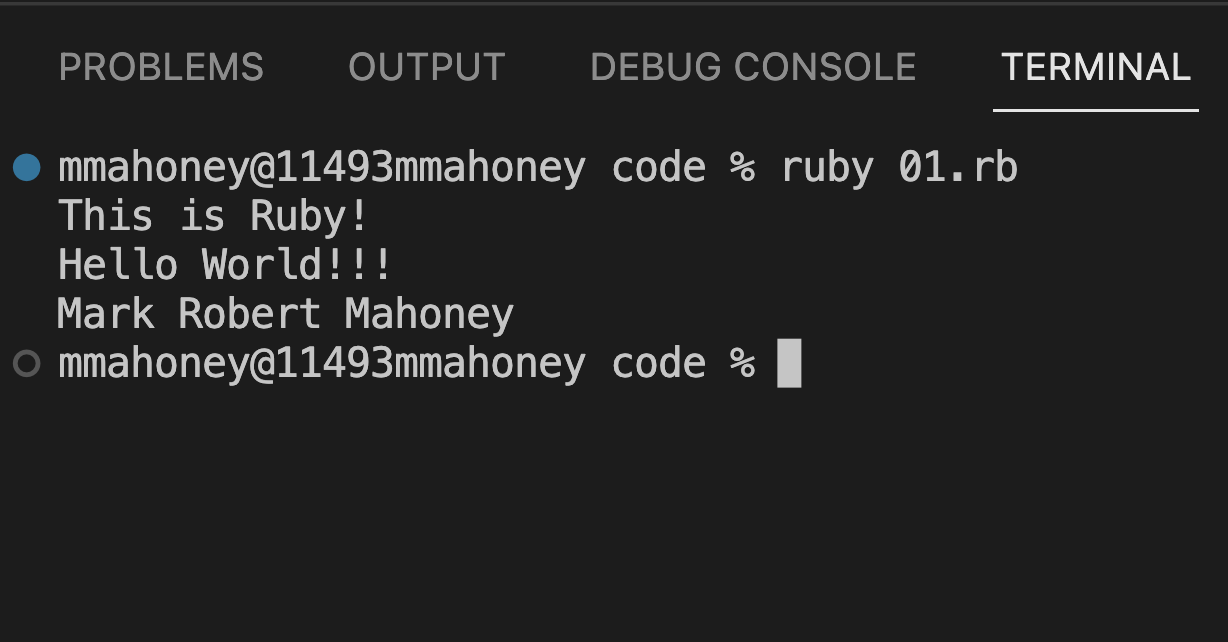 PROBLEMS OUTPUT DEBUG CONSOLE TERMINAL
mmahoney@11493mmahoney code % ruby 01.rb
This is Ruby!
Hello World!!!
Mark Robert Mahoney
mmahoney@11493mmahoney code %